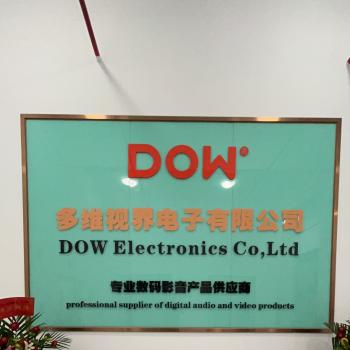 DOW®
多维视界电子有限公司
DOW Electronics Co,Ltd
专业数码影音产品供应商
professional supplier of digital audio and video products